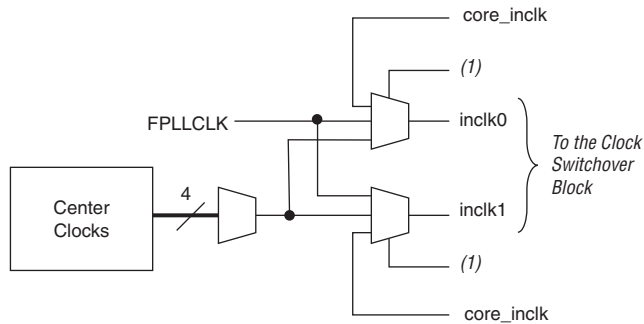 core_inclk
(1)
FPLLCLK
inclk0
To the Clock
Switchover
Block
4
Center
Clocks
inclk1
(1)
core_inclk